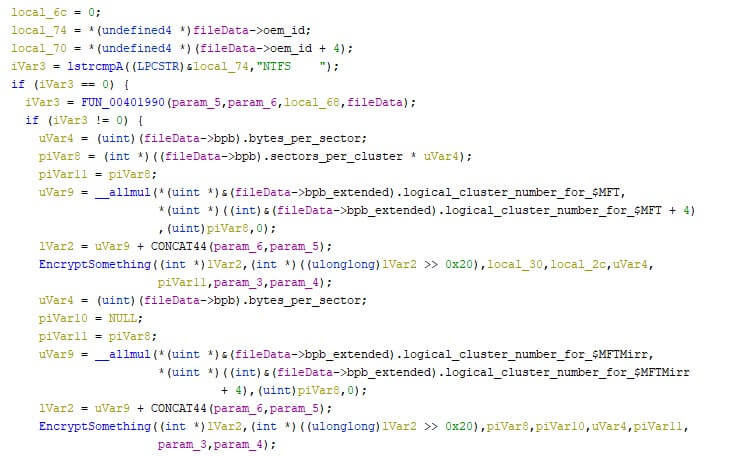 local_6c = 0;
local_74 = *(undefined4 *)fileData->oem_id;
local_70 = *(undefined4 *)(fileData->oem_id + 4);
iVar3 = lstrcmpA((LPCSTR)&local_74,"NTFS    ");
if (iVar3 == 0) {
iVar3 = FUN_00401990(param_5,param_6,local_68,fileData);
if (iVar3 != 0) {
uVar4 = (uint)(fileData->bpb).bytes_per_sector;
piVar8 = (int *)((fileData->bpb).sectors_per_cluster * uVar4);
piVar11 = piVar8;
uVar9 = __allmul(*(uint *)&(fileData->bpb_extended).logical_cluster_number_for_$MFT,
*(uint *)((int)&(fileData->bpb_extended).logical_cluster_number_for_$MFT + 4)
,(uint)piVar8,0);
lVar2 = uVar9 + CONCAT44(param_6,param_5);
EncryptSomething((int *)lVar2,(int *)((ulonglong)lVar2 >> 0x20),local_30,local_2c,uVar4,
piVar11,param_3,param_4);
uVar4 = (uint)(fileData->bpb).bytes_per_sector;
piVar10 = NULL;
piVar11 = piVar8;
uVar9 = __allmul(*(uint *)&(fileData->bpb_extended).logical_cluster_number_for_$MFTMirr,
*(uint *)((int)&(fileData->bpb_extended).logical_cluster_number_for_$MFTMirr
+ 4),(uint)piVar8,0);
lVar2 = uVar9 + CONCAT44(param_6,param_5);
EncryptSomething((int *)lVar2,(int *)((ulonglong)lVar2 >> 0x20),piVar8,piVar10,uVar4,piVar11,
param_3,param_4);